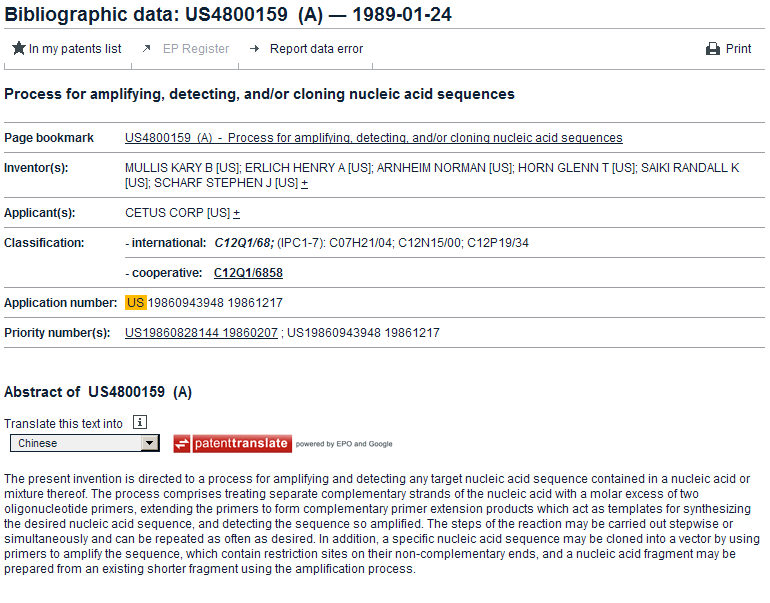 Bibliographic data: US4800159 (A) — 1989-01-24
In my patents list EP Register Report data error Print
Process for amplifying, detecting, and/or cloning nucleic acid sequences
Page bookmark US4800159 (A) - Process for amplifying, detecting, and/or cloning nucleic acid sequences
Inventor(s): MULLIS KARY B [US]; ERLICH HENRY A [US]; ARNHEIM NORMAN [US]; HORN GLENN T [US]; SAIKI RANDALL K
[US]; SCHARF STEPHEN J [US] +
Applicant(s): CETUS CORP [US] +
Classification: - international: C12Q1/68; (IPC1-7): C07H21/04; C12N15/00; C12P19/34
- cooperative: C12Q1/6858
Application number: US19860943948 19861217
Priority number(s): US19860828144 19860207 ; US19860943948 19861217
Abstract of US4800159 (A)
Translate this text into i
Chinese patenttranslate powered by EPO and Google
The present invention is directed to a process for amplifying and detecting any target nucleic acid sequence contained in a nucleic acid or
mixture thereof. The process comprises treating separate complementary strands of the nucleic acid with a molar excess of two
oligonucleotide primers, extending the primers to form complementary primer extension products which act as templates for synthesizing
the desired nucleic acid sequence, and detecting the sequence so amplified. The steps of the reaction may be carried out stepwise or
simultaneously and can be repeated as often as desired. In addition, a specific nucleic acid sequence may be cloned into a vector by using
primers to amplify the sequence, which contain restriction sites on their non-complementary ends, and a nucleic acid fragment may be
prepared from an existing shorter fragment using the amplification process.